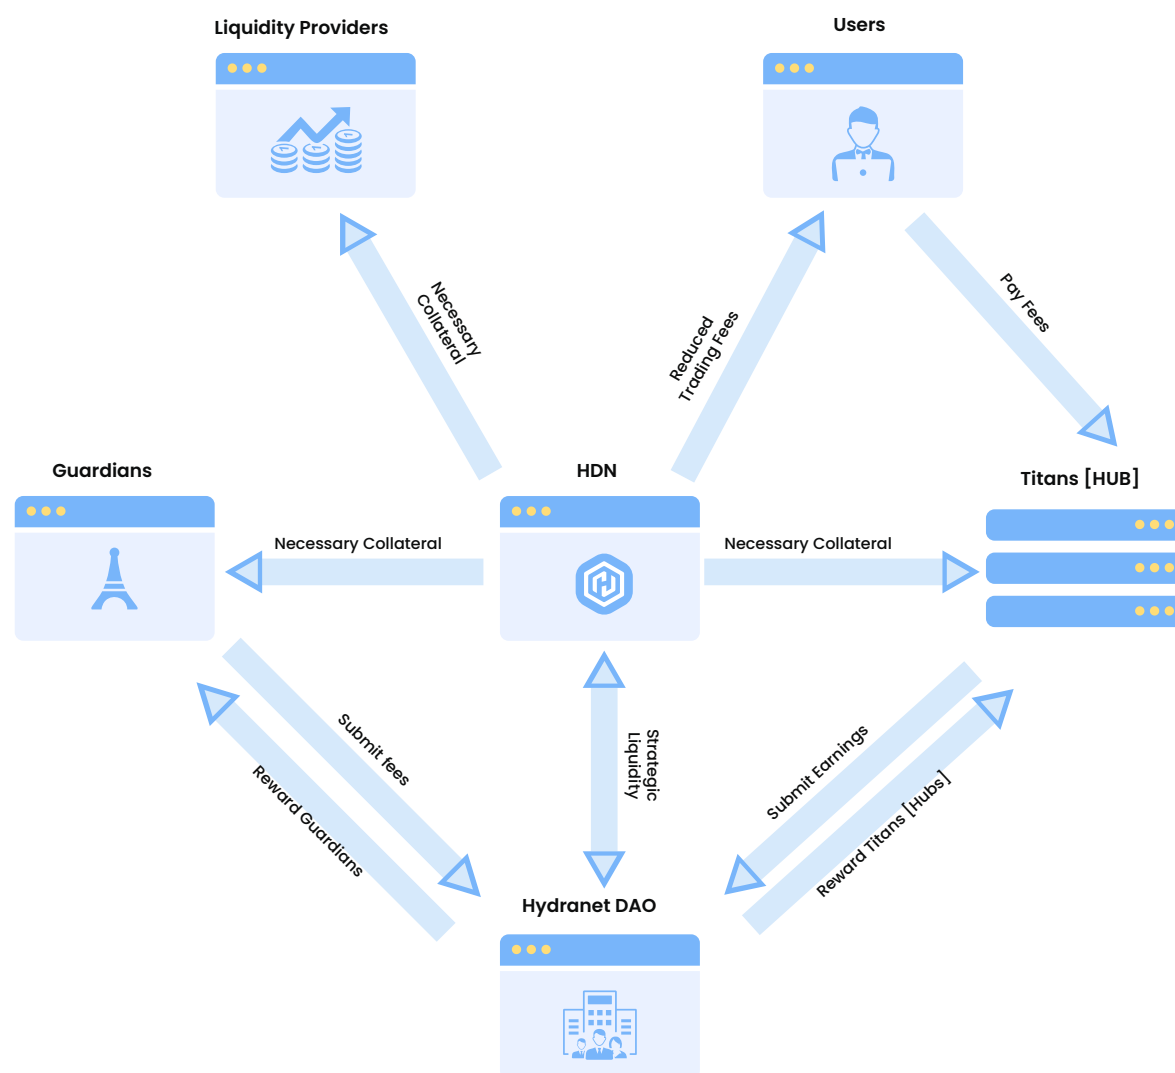 Liquidity Providers
Users
Necessary
Collateral
Reduced
Trading Fees
Pay Fees
Guardians
HDN
Titans [HUB]
Necessary Collateral
Necessary Collateral
Submit fees
Reward Guardians
Strategic
Liquidity
Submit Earnings
Reward Titans [Hubs]
Hydranet DAO